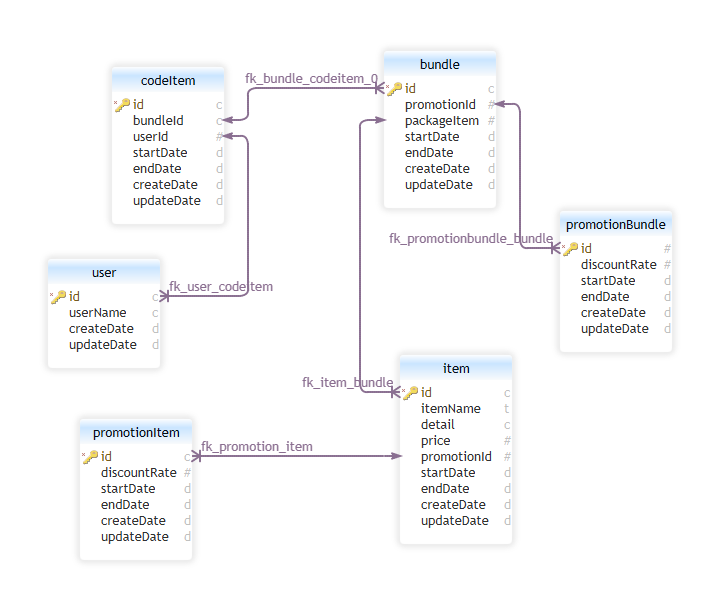 codeItem
id c
bundleId c
userId #
startDate d
endDate d
createDate d
updateDate d
fk_bundle_codeitem_0
bundle
id c
promotionId #
packageItem #
startDate d
endDate d
createDate d
updateDate d
fk_promotionbundle_bundle
promotionBundle
id #
discountRate #
startDate d
endDate d
createDate d
updateDate d
user
id c
userName c
createDate d
updateDate d
fk_user_codeitem
fk_item_bundle
item
id c
itemName t
detail c
price #
promotionId #
startDate d
endDate d
createDate d
updateDate d
promotionItem
id c
discountRate #
startDate d
endDate d
createDate d
updateDate d
fk_promotion_item